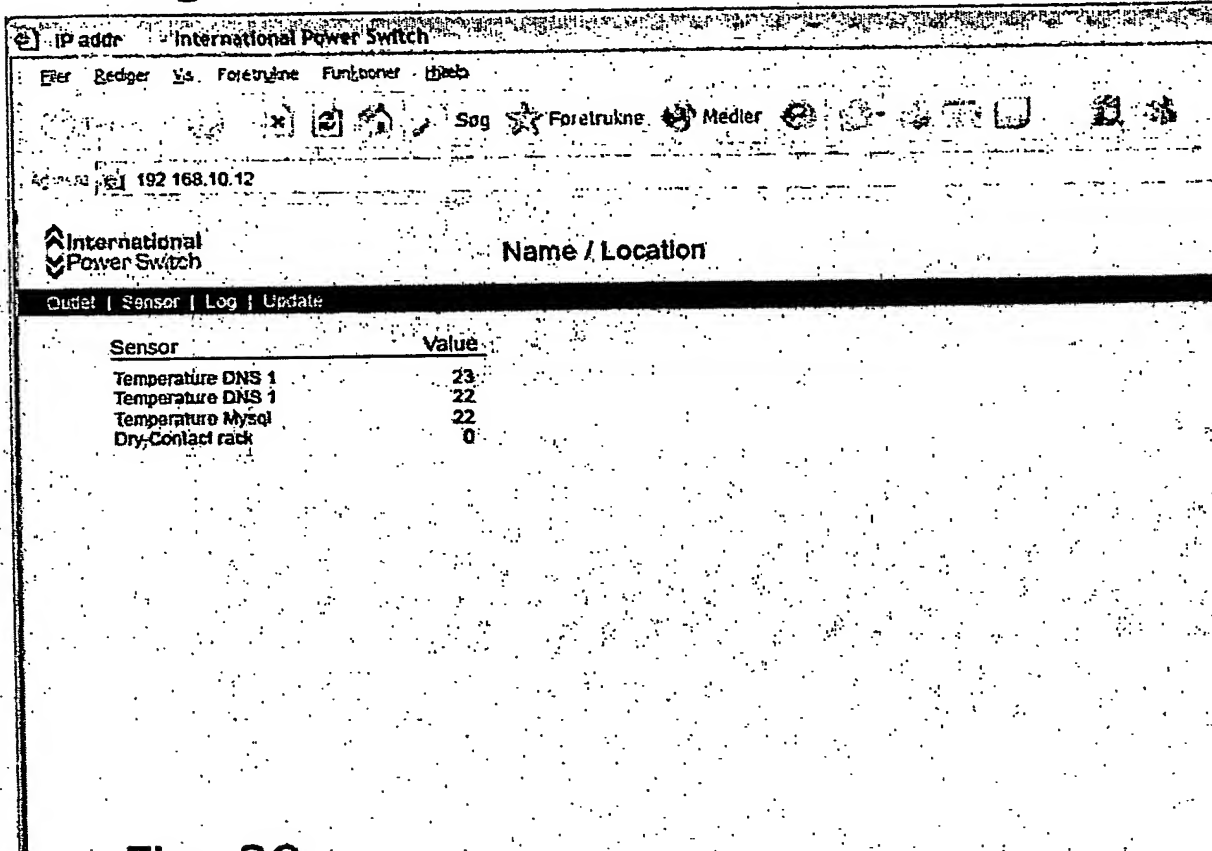 IP addr - International Power Switch
Filer Rediger Vis Foretrukne Funktioner Hjælp
Søg Foretrukne Medier
192 168.10.12
International
Power Switch
Name / Location
Outlet | Sensor | Log | Update
Sensor Value
Temperature DNS 1 23
Temperature DNS 1 22
Temperature Mysql 22
Dry-Contact rack 0